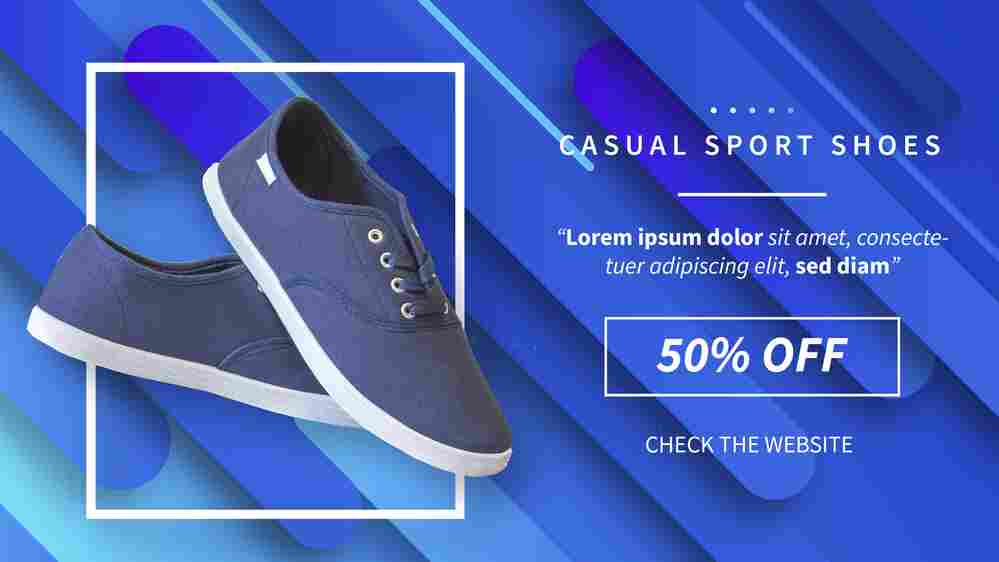 CASUAL SPORT SHOES
“Lorem ipsum dolor sit amet, consecte-
tuer adipiscing elit, sed diam”
50% OFF
CHECK THE WEBSITE